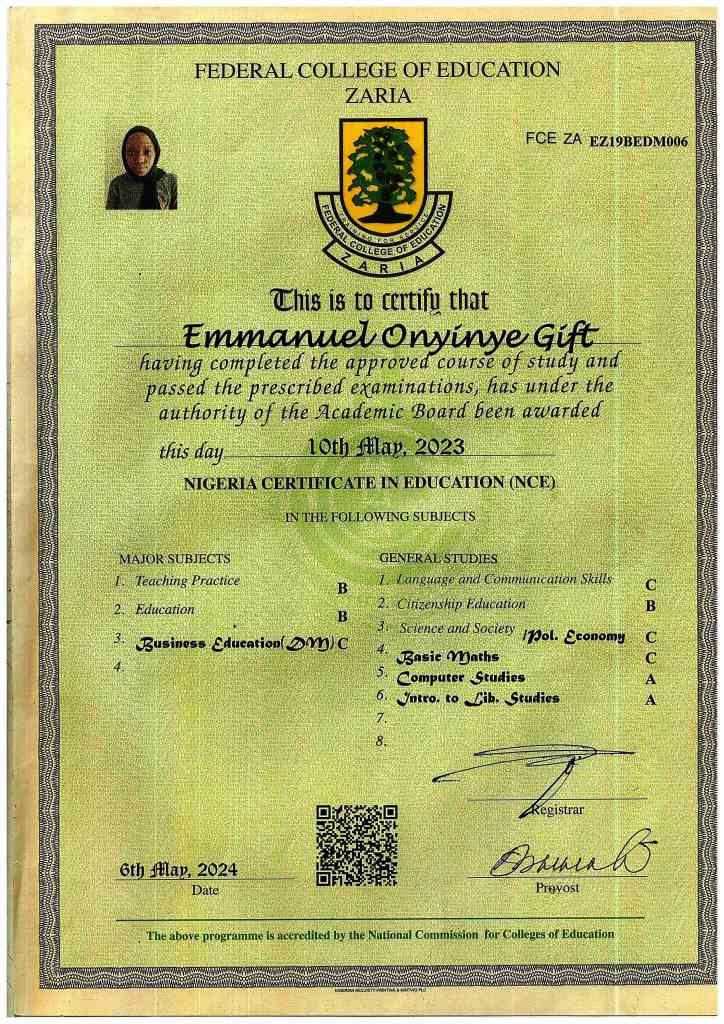 FEDERAL COLLEGE OF EDUCATION
ZARIA
FCE ZA EZ19BEDM006
TRAINING FOR SERVICE
FEDERAL COLLEGE OF EDUCATION
ZARIA
This is to certify that
Emmanuel Onyinye Gift
having completed the approved course of study and
passed the prescribed examinations, has under the
authority of the Academic Board been awarded
this day 10th May, 2023
NIGERIA CERTIFICATE IN EDUCATION (NCE)
IN THE FOLLOWING SUBJECTS
MAJOR SUBJECTS
1. Teaching Practice B
2. Education B
3. Business Education(DM) C
4.
GENERAL STUDIES
1. Language and Communication Skills C
2. Citizenship Education B
3. Science and Society /Pol. Economy C
4. Basic Maths C
5. Computer Studies A
6. Intro. to Lib. Studies A
7.
8.
Registrar
6th May, 2024
Date
Provost
The above programme is accredited by the National Commission for Colleges of Education